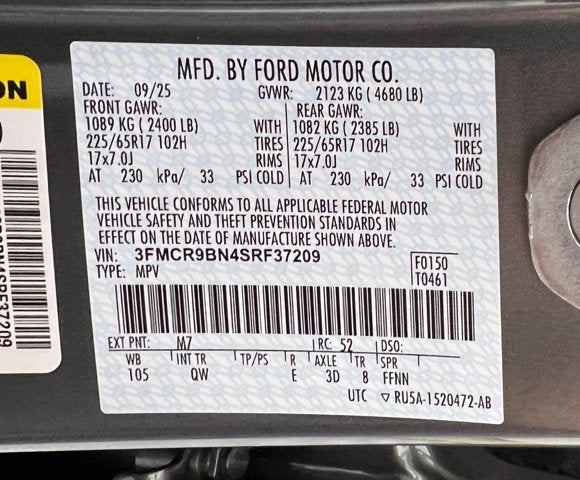 MFD. BY FORD MOTOR CO.
DATE: 09/25 GVWR: 2123 KG ( 4680 LB)
FRONT GAWR: REAR GAWR:
1089 KG ( 2400 LB) WITH 1082 KG ( 2385 LB) WITH
225/65R17 102H TIRES 225/65R17 102H TIRES
17x7.0J RIMS 17x7.0J RIMS
AT 230 kPa/ 33 PSI COLD AT 230 kPa/ 33 PSI COLD
THIS VEHICLE CONFORMS TO ALL APPLICABLE FEDERAL MOTOR
VEHICLE SAFETY AND THEFT PREVENTION STANDARDS IN
EFFECT ON THE DATE OF MANUFACTURE SHOWN ABOVE.
VIN: 3FMCR9BN4SRF37209
TYPE: MPV
F0150
T0461
EXT PNT: M7 RC: 52 DSO:
WB INT TR TP/PS R AXLE TR SPR
105 QW E 3D 8 FFNN
UTC ▽ RU5A-1520472-AB
ON